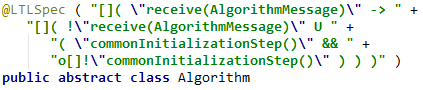 @LTLSpec ( "[]( \"receive(AlgorithmMessage)\" -> " +
"[]( !\"receive(AlgorithmMessage)\" U " +
"( \"commonInitializationStep()\" && " +
"o[]!\"commonInitializationStep()\" ) ) )" )
public abstract class Algorithm